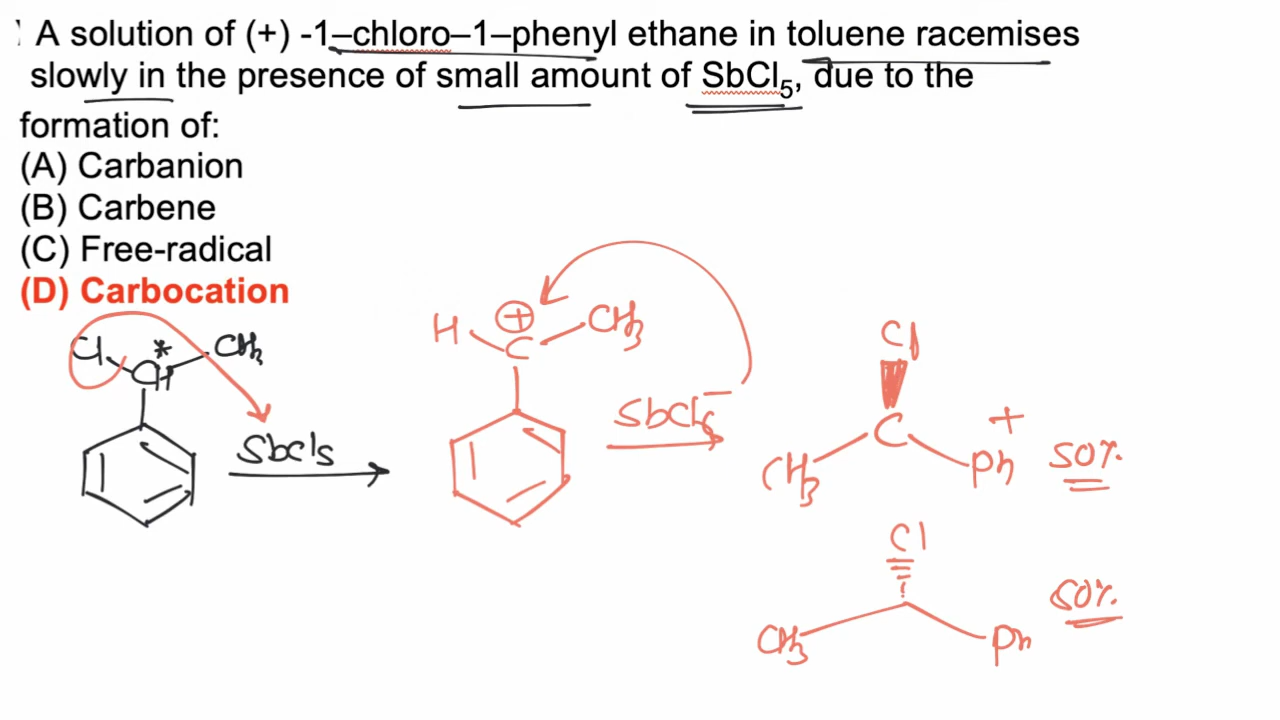 A solution of (+) -1–chloro–1–phenyl ethane in toluene racemises
slowly in the presence of small amount of SbCl5, due to the
formation of:
(A) Carbanion
(B) Carbene
(C) Free-radical
(D) Carbocation
Cl * CH CH3
Sbcl5
H ⊕ C CH3
SbCl6–
Cl
C
CH3 Ph + 50%
Cl
CH3 Ph 50%